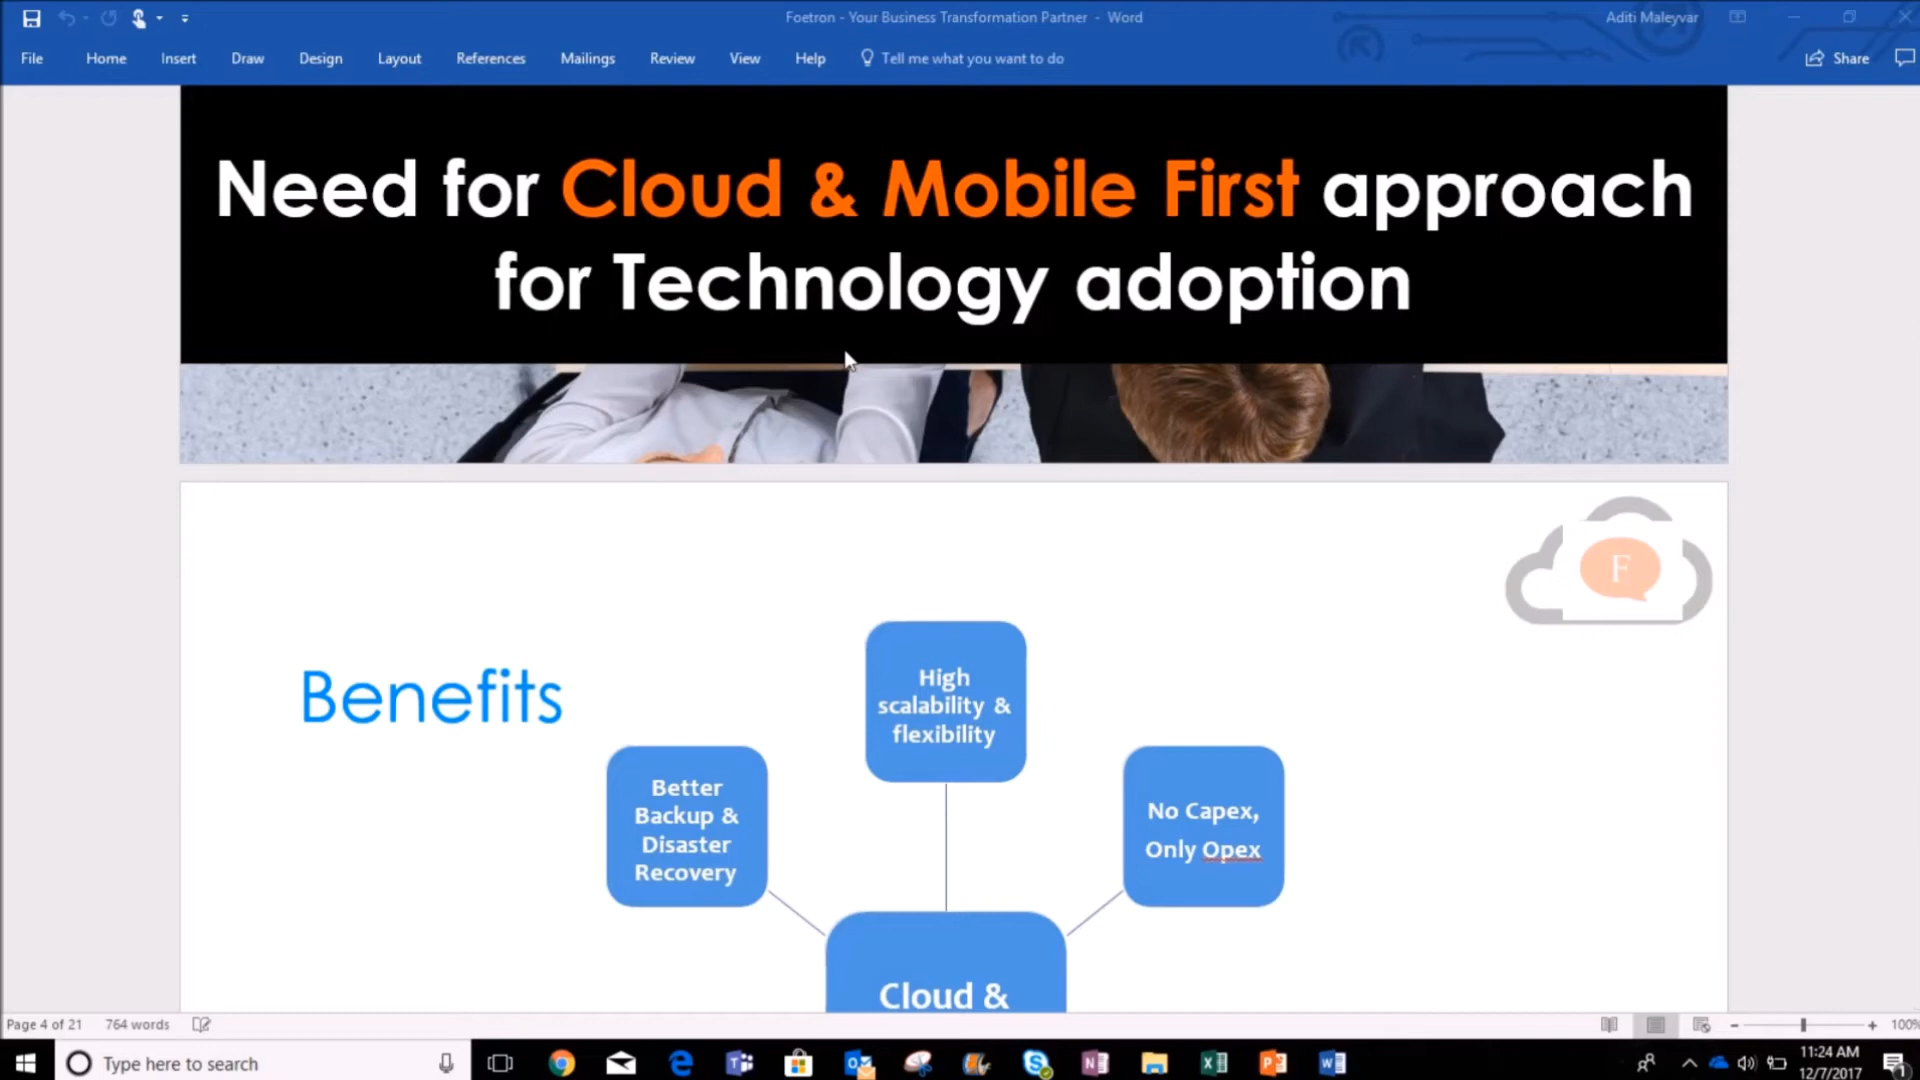 Foetron - Your Business Transformation Partner - Word
Aditi Maleyvar
File Home Insert Draw Design Layout References Mailings Review View Help Tell me what you want to do
Share
Need for Cloud & Mobile First approach
for Technology adoption
F
Benefits
High
scalability &
flexibility
Better
Backup &
Disaster
Recovery
No Capex,
Only Opex
Cloud &
Page 4 of 21 764 words
100%
Type here to search
11:24 AM
12/7/2017